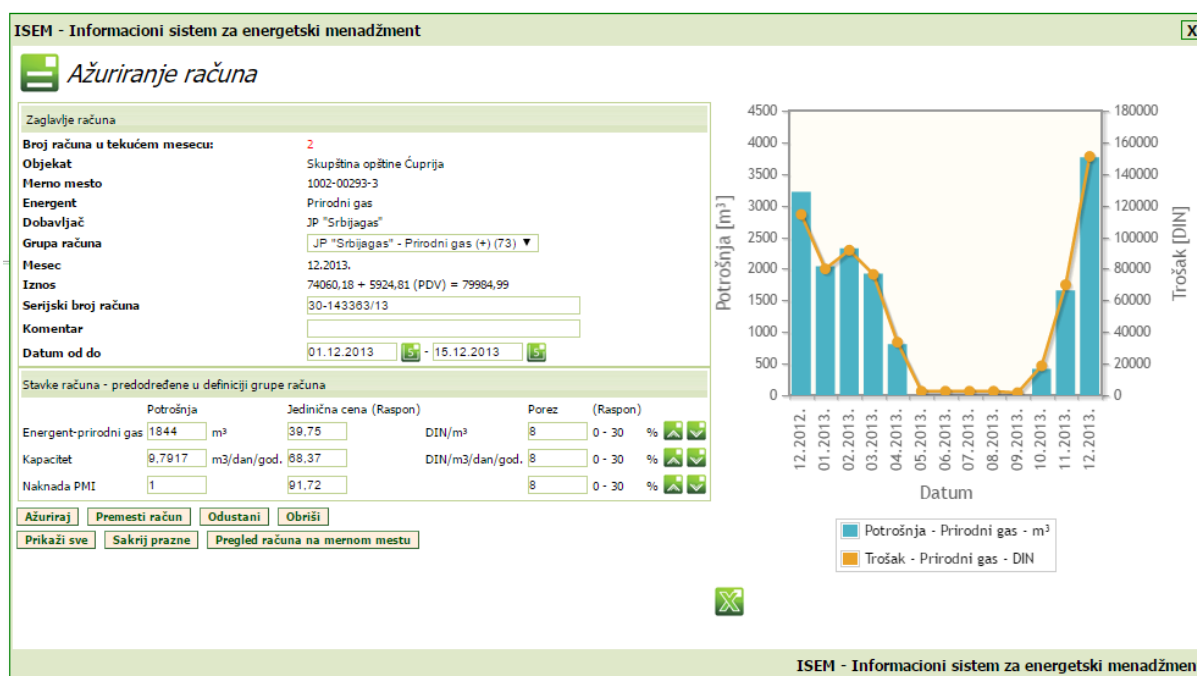 ISEM - Informacioni sistem za energetski menadžment
X
Ažuriranje računa
Zaglavlje računa
Broj računa u tekućem mesecu: 2
Objekat Skupština opštine Ćuprija
Merno mesto 1002-00293-3
Energent Prirodni gas
Dobavljač JP "Srbijagas"
Grupa računa JP "Srbijagas" - Prirodni gas (+) (73) ▼
Mesec 12.2013.
Iznos 74060,18 + 5924,81 (PDV) = 79984,99
Serijski broj računa 30-143363/13
Komentar
Datum od do 01.12.2013 5 - 15.12.2013 5
Stavke računa - predodređene u definiciji grupe računa
Potrošnja Jedinična cena (Raspon) Porez (Raspon)
Energent-prirodni gas 1844 m³ 39,75 DIN/m³ 8 0 - 30 %
Kapacitet 9,7917 m3/dan/god. 68,37 DIN/m3/dan/god. 8 0 - 30 %
Naknada PMI 1 91,72 8 0 - 30 %
Ažuriraj Premesti račun Odustani Obriši
Prikaži sve Sakrij prazne Pregled računa na mernom mestu
4500 180000
4000 160000
3500 140000
3000 120000
2500 100000
2000 80000
1500 60000
1000 40000
500 20000
0 0
Potrošnja [m³]
Trošak [DIN]
12.2012. 01.2013. 02.2013. 03.2013. 04.2013. 05.2013. 06.2013. 07.2013. 08.2013. 09.2013. 10.2013. 11.2013. 12.2013.
Datum
Potrošnja - Prirodni gas - m³
Trošak - Prirodni gas - DIN
ISEM - Informacioni sistem za energetski menadžmen